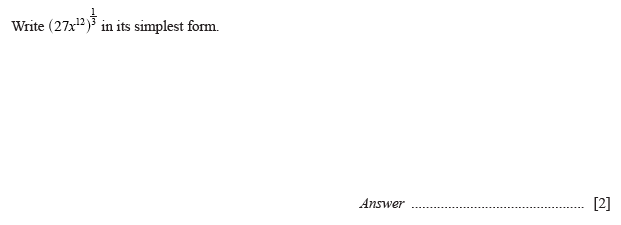 Write (27x¹²)^(1/3) in its simplest form.
Answer ................................................ [2]